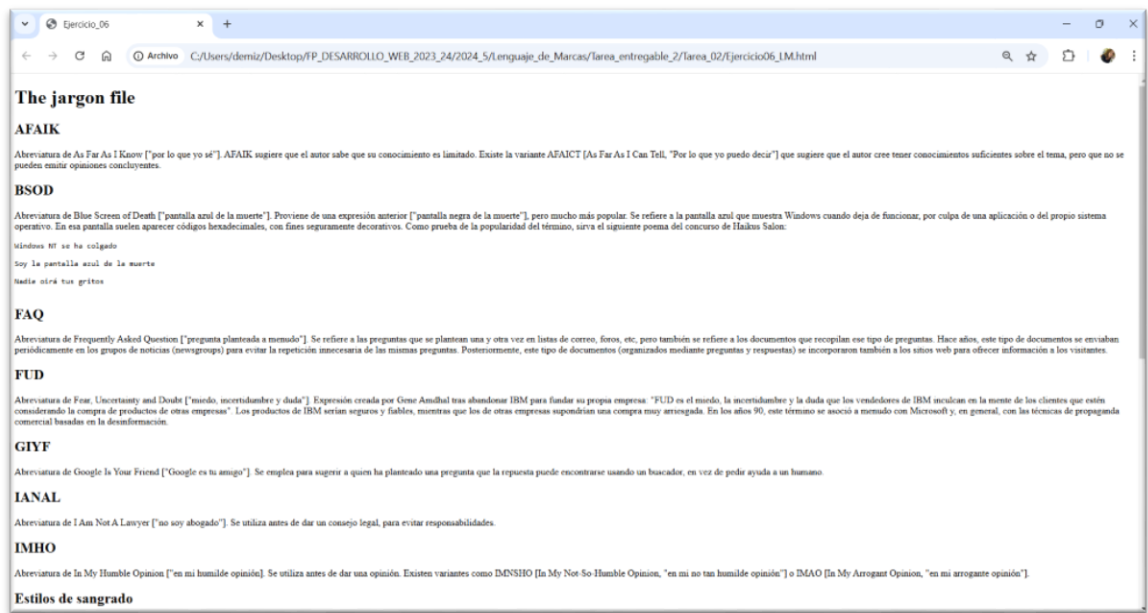 Ejercicio_06
Archivo C:/Users/demiz/Desktop/FP_DESARROLLO_WEB_2023_24/2024_5/Lenguaje_de_Marcas/Tarea_entregable_2/Tarea_02/Ejercicio06_LM.html
The jargon file
AFAIK
Abreviatura de As Far As I Know ["por lo que yo sé"]. AFAIK sugiere que el autor sabe que su conocimiento es limitado. Existe la variante AFAICT [As Far As I Can Tell, "Por lo que yo puedo decir"] que sugiere que el autor cree tener conocimientos suficientes sobre el tema, pero que no se
pueden emitir opiniones concluyentes.
BSOD
Abreviatura de Blue Screen of Death ["pantalla azul de la muerte"]. Proviene de una expresión anterior ["pantalla negra de la muerte"], pero mucho más popular. Se refiere a la pantalla azul que muestra Windows cuando deja de funcionar, por culpa de una aplicación o del propio sistema
operativo. En esa pantalla suelen aparecer códigos hexadecimales, con fines seguramente decorativos. Como prueba de la popularidad del término, sirva el siguiente poema del concurso de Haikus Salon:
Windows NT se ha colgado
Soy la pantalla azul de la muerte
Nadie oirá tus gritos
FAQ
Abreviatura de Frequently Asked Question ["pregunta planteada a menudo"]. Se refiere a las preguntas que se plantean una y otra vez en listas de correo, foros, etc, pero también se refiere a los documentos que recopilan ese tipo de preguntas. Hace años, este tipo de documentos se enviaban
periódicamente en los grupos de noticias (newsgroups) para evitar la repetición innecesaria de las mismas preguntas. Posteriormente, este tipo de documentos (organizados mediante preguntas y respuestas) se incorporaron también a los sitios web para ofrecer información a los visitantes.
FUD
Abreviatura de Fear, Uncertainty and Doubt ["miedo, incertidumbre y duda"]. Expresión creada por Gene Amdhal tras abandonar IBM para fundar su propia empresa: "FUD es el miedo, la incertidumbre y la duda que los vendedores de IBM inculcan en la mente de los clientes que estén
considerando la compra de productos de otras empresas". Los productos de IBM serían seguros y fiables, mientras que los de otras empresas supondrían una compra muy arriesgada. En los años 90, este término se asoció a menudo con Microsoft y, en general, con las técnicas de propaganda
comercial basadas en la desinformación.
GIYF
Abreviatura de Google Is Your Friend ["Google es tu amigo"]. Se emplea para sugerir a quien ha planteado una pregunta que la repuesta puede encontrarse usando un buscador, en vez de pedir ayuda a un humano.
IANAL
Abreviatura de I Am Not A Lawyer ["no soy abogado"]. Se utiliza antes de dar un consejo legal, para evitar responsabilidades.
IMHO
Abreviatura de In My Humble Opinion ["en mi humilde opinión]. Se utiliza antes de dar una opinión. Existen variantes como IMNSHO [In My Not-So-Humble Opinion, "en mi no tan humilde opinión"] o IMAO [In My Arrogant Opinion, "en mi arrogante opinión"].
Estilos de sangrado